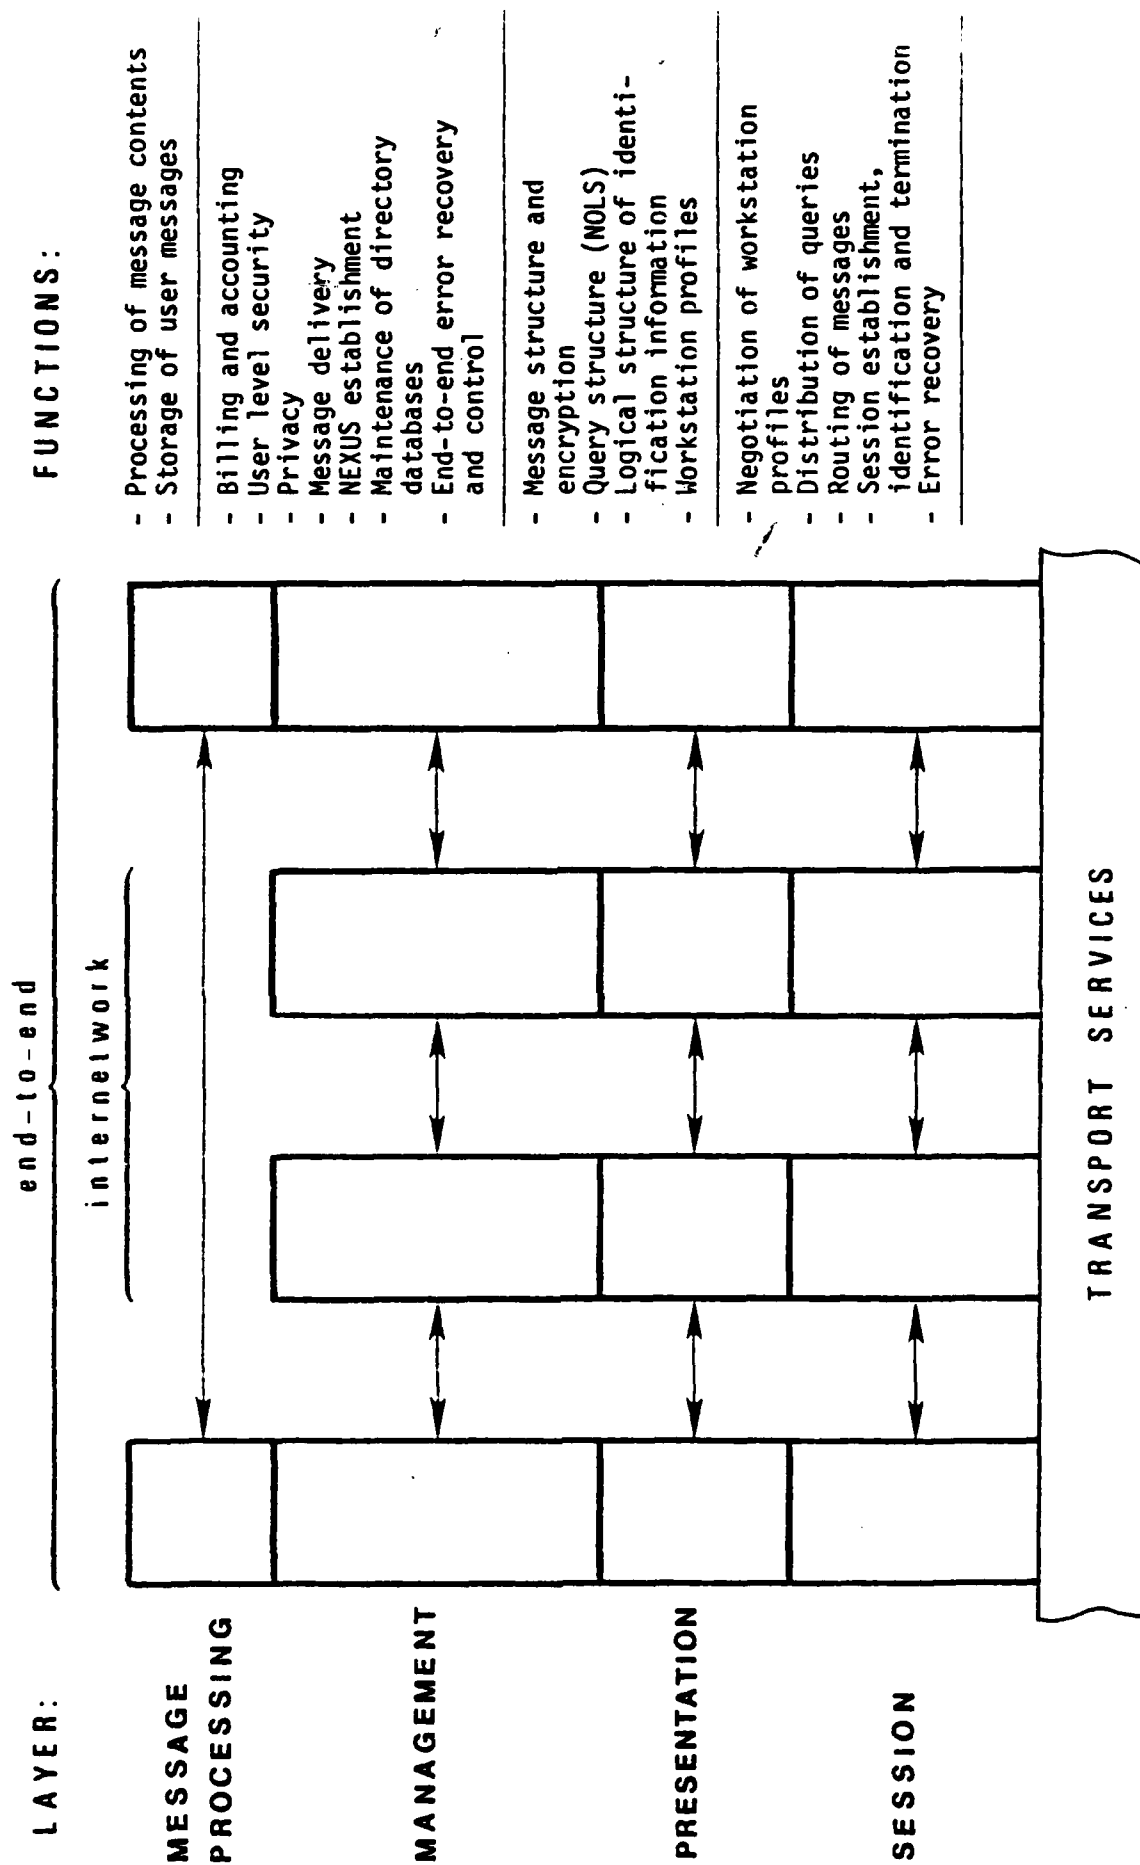 end-to-end
internetwork
LAYER:
FUNCTIONS:
MESSAGE
PROCESSING
- Processing of message contents
- Storage of user messages
MANAGEMENT
- Billing and accounting
- User level security
- Privacy
- Message delivery
- NEXUS establishment
- Maintenance of directory
databases
- End-to-end error recovery
and control
PRESENTATION
- Message structure and
encryption
- Query structure (NOLS)
- Logical structure of identi-
fication information
- Workstation profiles
SESSION
- Negotiation of workstation
profiles
- Distribution of queries
- Routing of messages
- Session establishment,
identification and termination
- Error recovery
TRANSPORT SERVICES